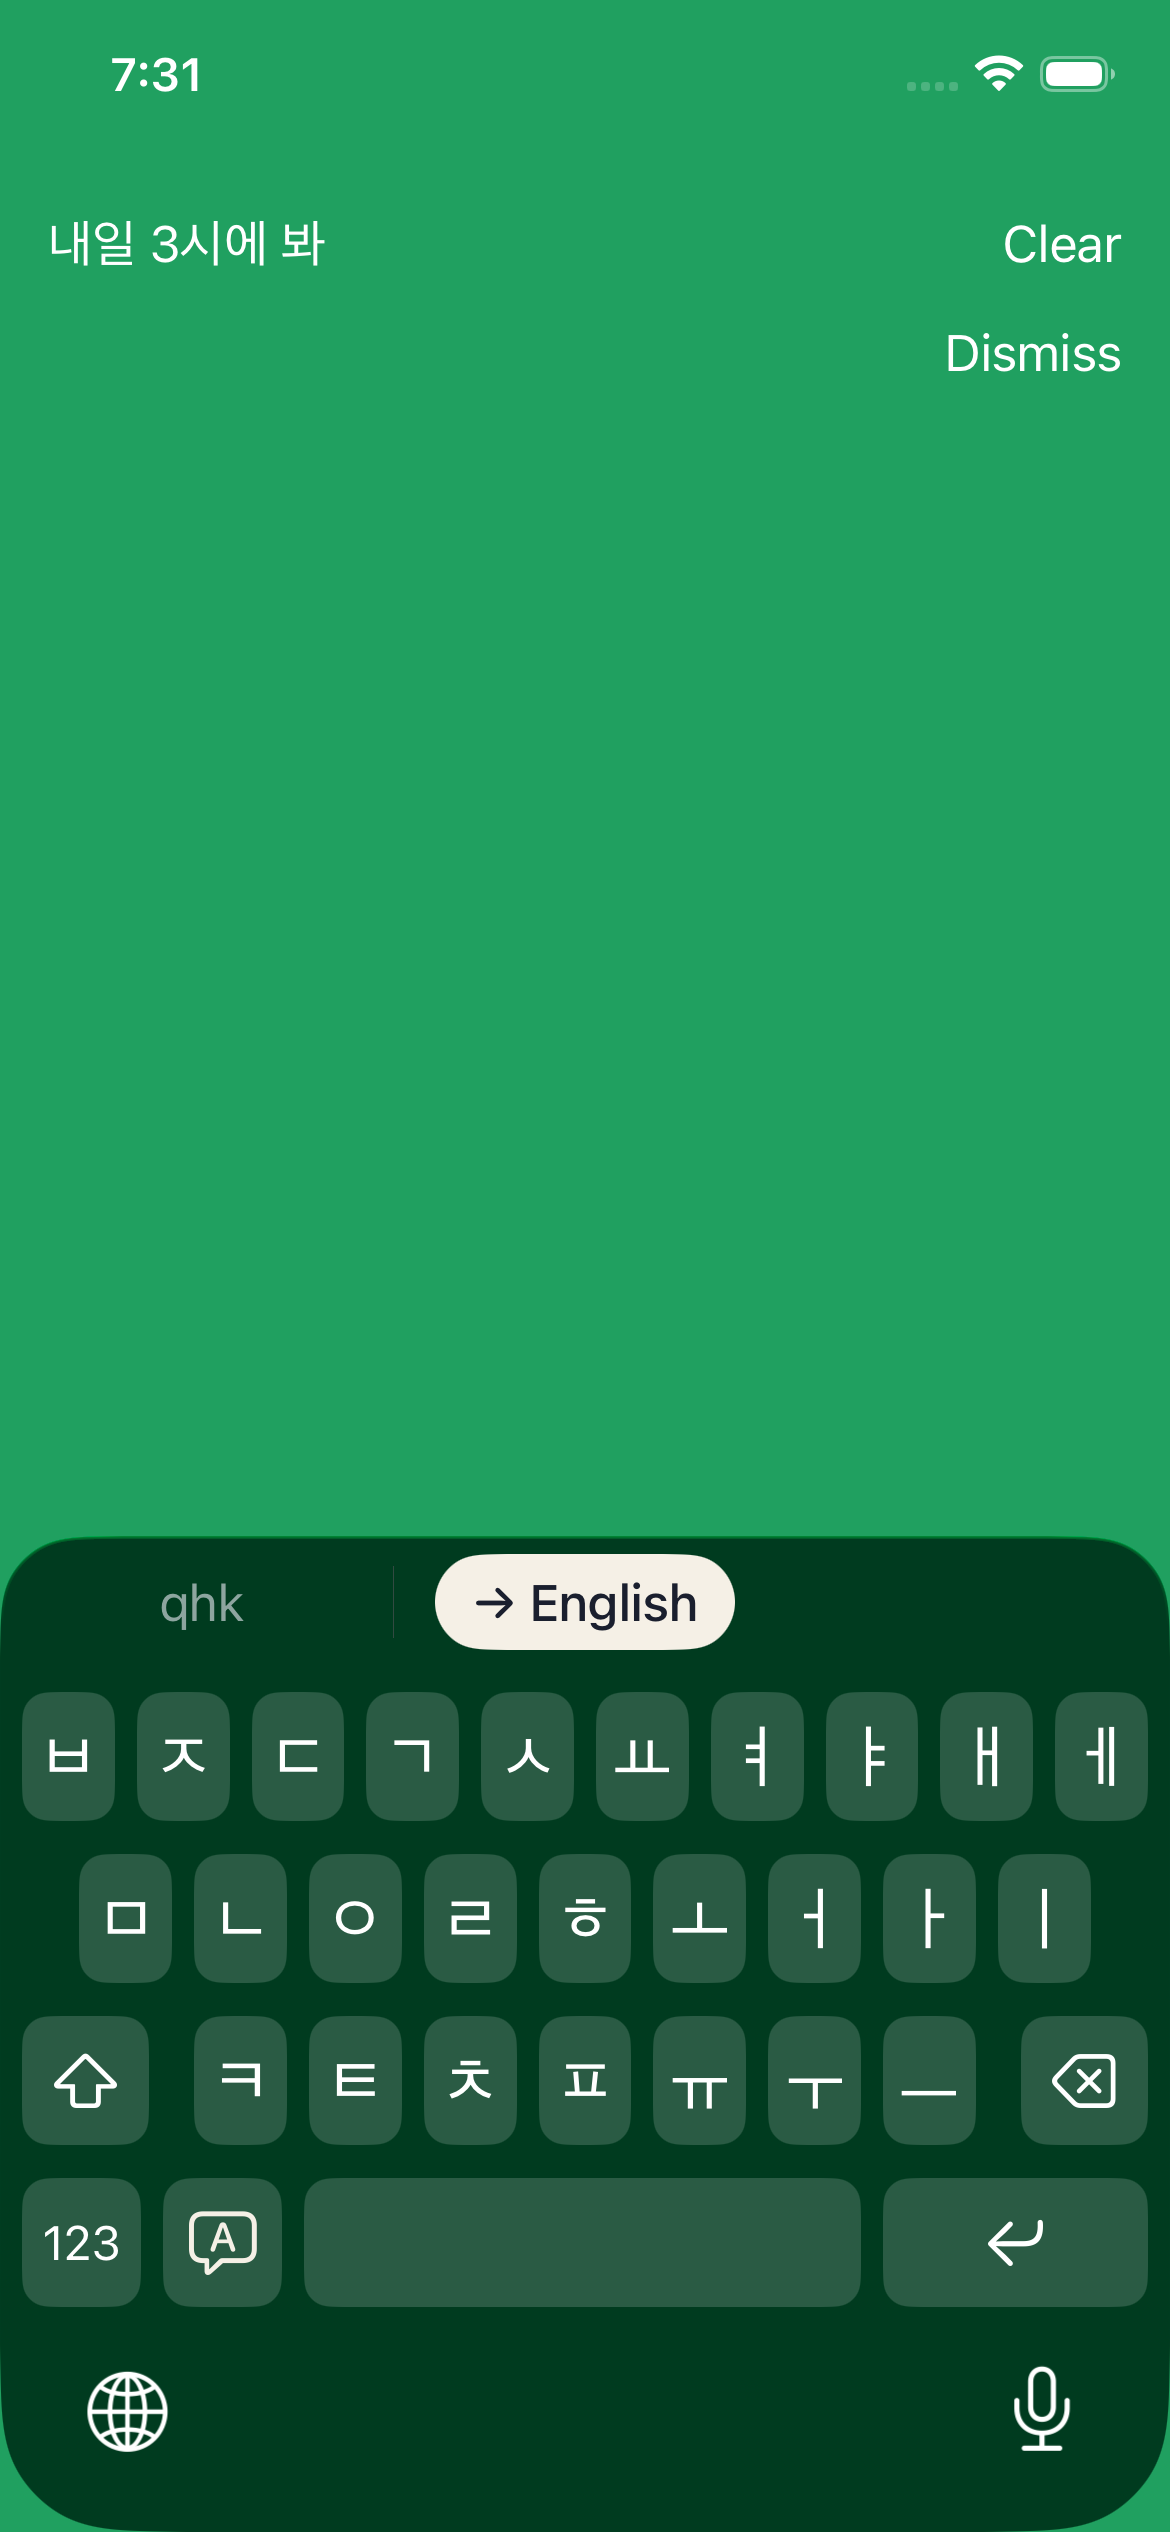 7:31
내일 3시에 봐 Clear
Dismiss
qhk → English
ㅂ ㅈ ㄷ ㄱ ㅅ ㅛ ㅕ ㅑ ㅐ ㅔ
ㅁ ㄴ ㅇ ㄹ ㅎ ㅗ ㅓ ㅏ ㅣ
ㅋ ㅌ ㅊ ㅍ ㅠ ㅜ ㅡ
123 A